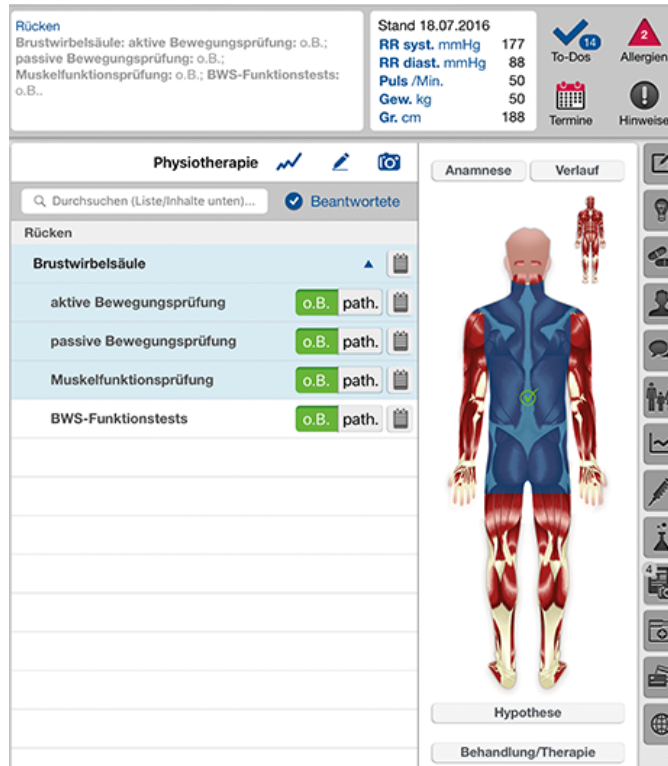 Rücken
Brustwirbelsäule: aktive Bewegungsprüfung: o.B.;
passive Bewegungsprüfung: o.B.;
Muskelfunktionsprüfung: o.B.; BWS-Funktionstests:
o.B..
Stand 18.07.2016
RR syst. mmHg 177
RR diast. mmHg 88
Puls /Min. 50
Gew. kg 50
Gr. cm 188
14
To-Dos
2
Allergien
Termine
Hinweise
Physiotherapie
Durchsuchen (Liste/Inhalte unten)...
Beantwortete
Rücken
Brustwirbelsäule
aktive Bewegungsprüfung o.B. path.
passive Bewegungsprüfung o.B. path.
Muskelfunktionsprüfung o.B. path.
BWS-Funktionstests o.B. path.
Anamnese
Verlauf
Hypothese
Behandlung/Therapie
4